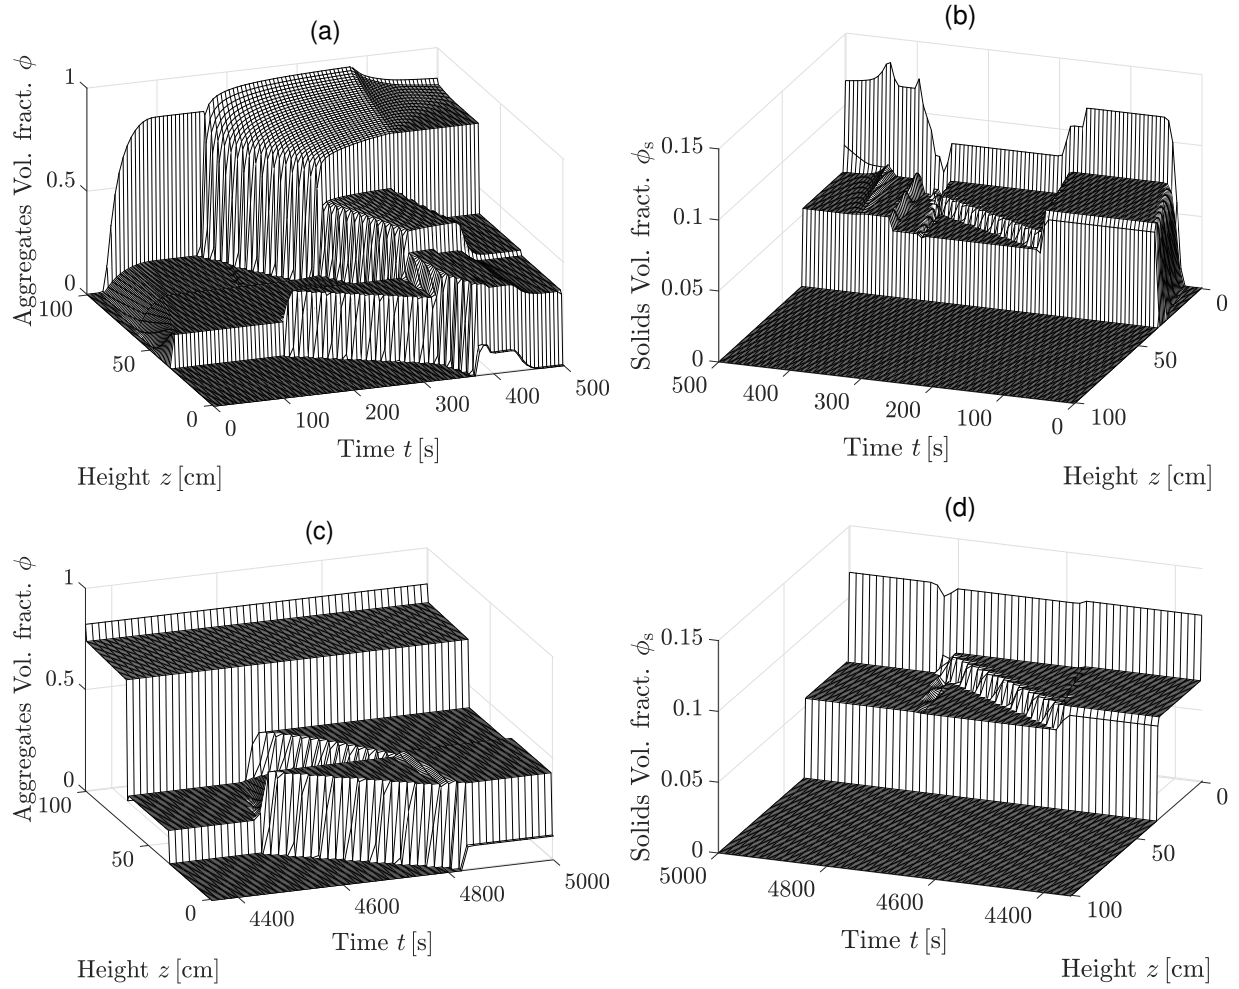 (a)
Aggregates Vol. fract. ϕ
1
0.5
0
100
50
0
0
100
200
300
400
500
Time t [s]
Height z [cm]
(b)
Solids Vol. fract. ϕs
0.15
0.1
0.05
0
500
400
300
200
100
0
0
50
100
Time t [s]
Height z [cm]
(c)
Aggregates Vol. fract. ϕ
1
0.5
0
100
50
0
4400
4600
4800
5000
Time t [s]
Height z [cm]
(d)
Solids Vol. fract. ϕs
0.15
0.1
0.05
0
5000
4800
4600
4400
0
50
100
Time t [s]
Height z [cm]